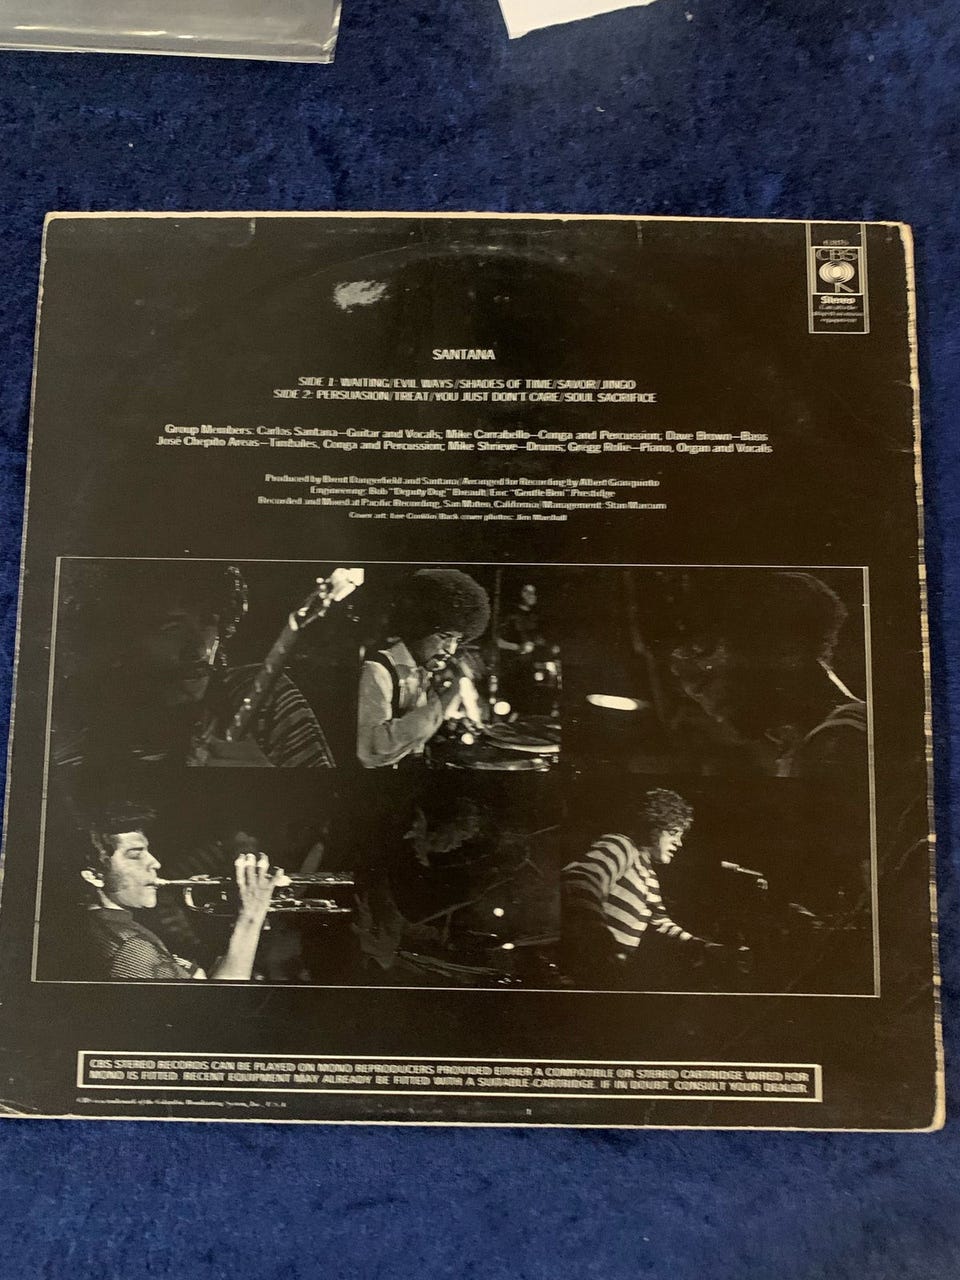 CBS
Stereo
SANTANA
SIDE 1: WAITING/EVIL WAYS/SHADES OF TIME/SAVOR/JINGO
SIDE 2: PERSUASION/TREAT/YOU JUST DON'T CARE/SOUL SACRIFICE
Group Members: Carlos Santana—Guitar and Vocals; Mike Carrabello—Conga and Percussion; Dave Brown—Bass
José Chepito Areas—Timbales, Conga and Percussion; Mike Shrieve—Drums; Gregg Rolie—Piano, Organ and Vocals
Produced by Brent Dangerfield and Santana/Arranged for Recording by Albert Gianquinto
Engineering: Bob "Deputy Dog" Breault, Eric "Gentle Ben" Prestidge
Recorded and Mixed at Pacific Recording, San Mateo, California/Management: Stan Marcum
Cover art: Lee Conklin/Back cover photos: Jim Marshall
CBS STEREO RECORDS CAN BE PLAYED ON MONO REPRODUCERS PROVIDED EITHER A COMPATIBLE OR STEREO CARTRIDGE WIRED FOR
MONO IS FITTED. RECENT EQUIPMENT MAY ALREADY BE FITTED WITH A SUITABLE CARTRIDGE. IF IN DOUBT, CONSULT YOUR DEALER.